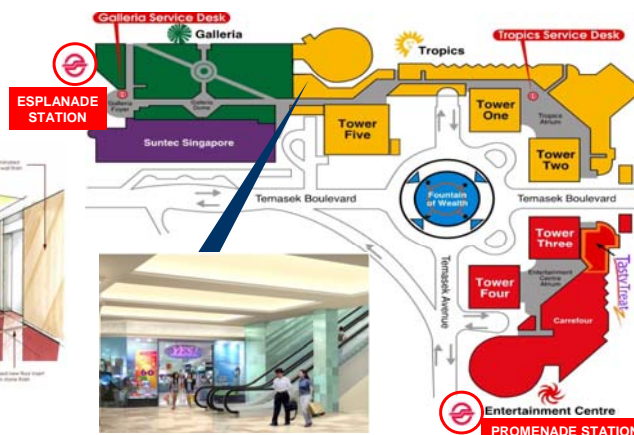 Galleria Service Desk
Galleria
Tropics
Tropics Service Desk
ESPLANADE
STATION
Galleria
Foyer
Galleria
Dome
Suntec Singapore
Tower
Five
Tower
One
Tropics
Atrium
Tower
Two
Fountain
of Wealth
Temasek Boulevard
Temasek Boulevard
Temasek Avenue
Tower
Three
Entertainment
Centre
Atrium
Tower
Four
TastyTreat
Carrefour
Entertainment Centre
PROMENADE STATION